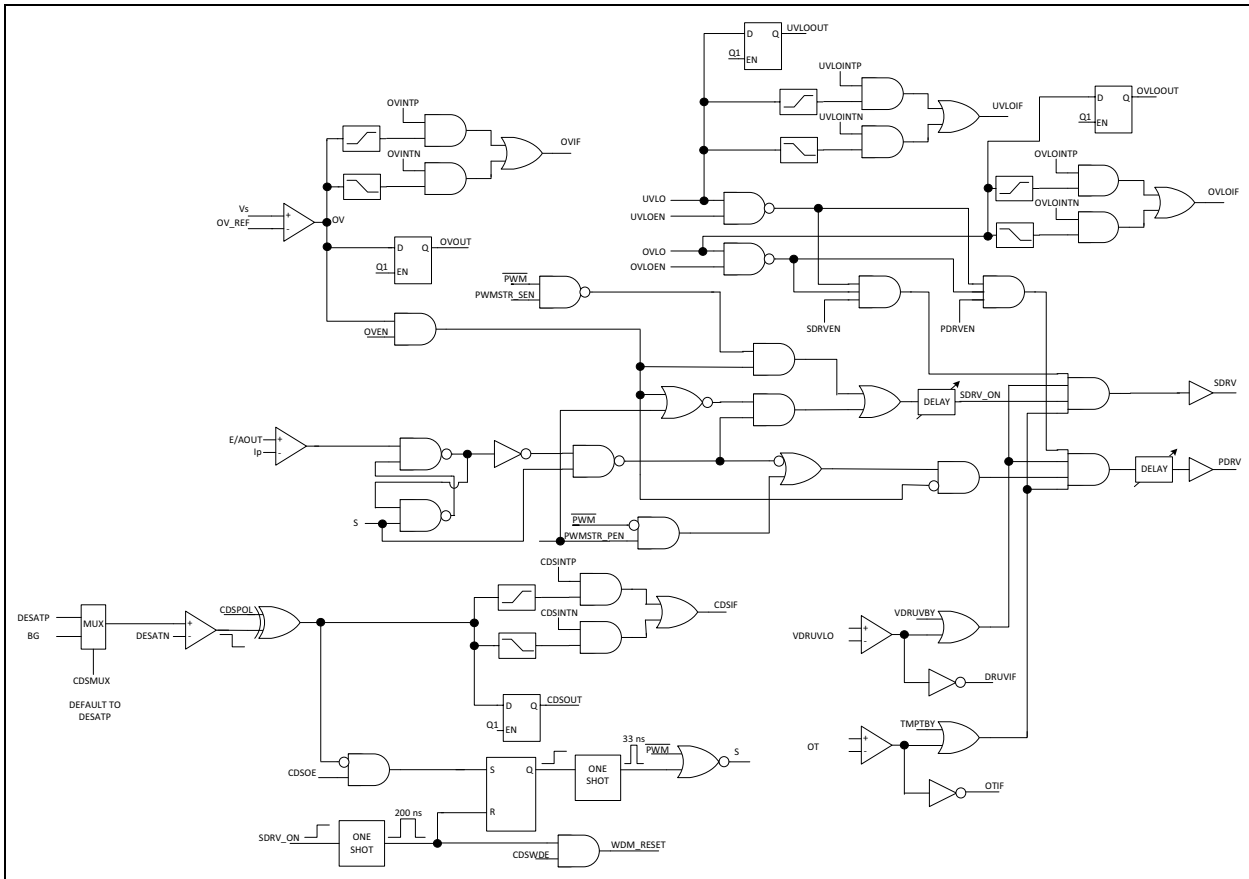 D Q UVLOOUT
Q1 EN
UVLOINTP
UVLOINTN
UVLOIF
D Q OVLOOUT
Q1 EN
OVINTP
OVINTN
OVIF
OVLOINTP
OVLOINTN
OVLOIF
Vs +
OV_REF -
OV
D Q OVOUT
Q1 EN
UVLO
UVLOEN
OVLO
OVLOEN
PWM
PWMSTR_SEN
SDRVEN
PDRVEN
OVEN
DELAY
SDRV_ON
SDRV
E/AOUT +
Ip -
DELAY
PDRV
S
PWM
PWMSTR_PEN
CDSINTP
CDSINTN
CDSIF
DESATP
BG
MUX
CDSMUX
DEFAULT TO
DESATP
+
DESATN -
CDSPOL
D Q CDSOUT
Q1 EN
VDRUVBY
VDRUVLO
+
-
DRUVIF
TMPTBY
OT
+
-
OTIF
CDSOE
S Q
R
ONE
SHOT
33 ns
PWM
S
SDRV_ON
ONE
SHOT
200 ns
CDSWDE
WDM_RESET